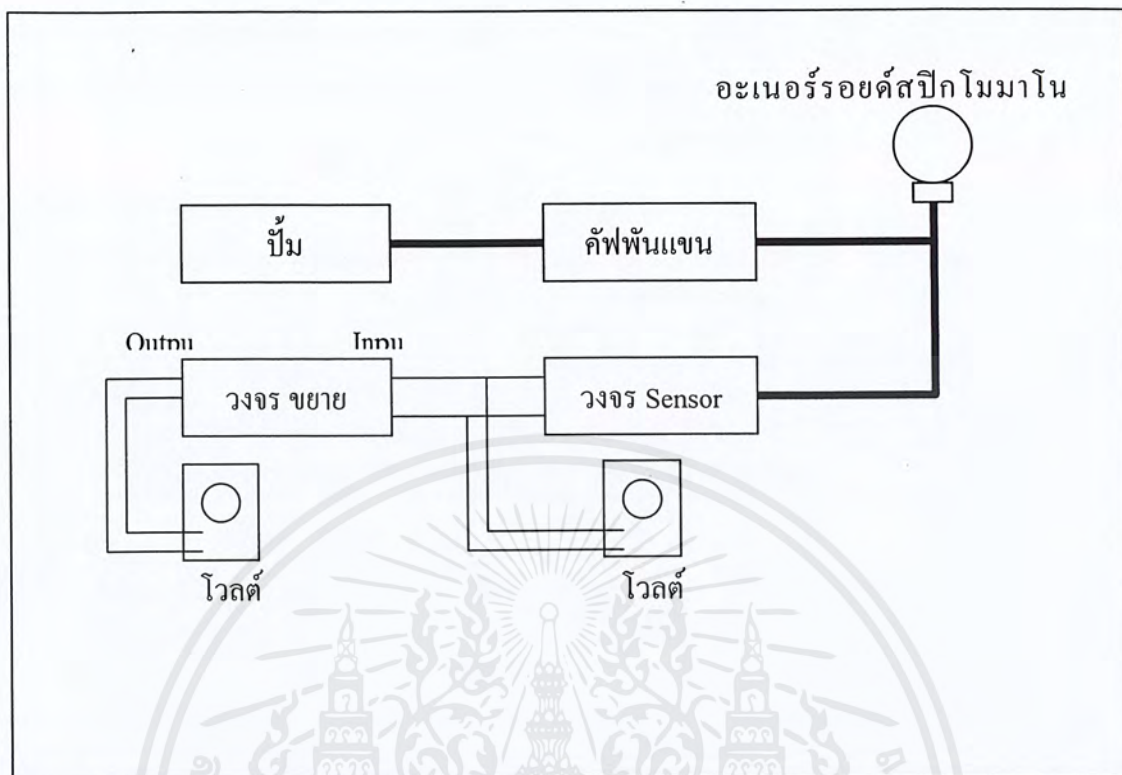 อะเนอร์รอยด์สปีกโมมาโน
ปั้ม
คัฟพันแขน
Outpu
Inpu
วงจร ขยาย
วงจร Sensor
โวลต์
โวลต์